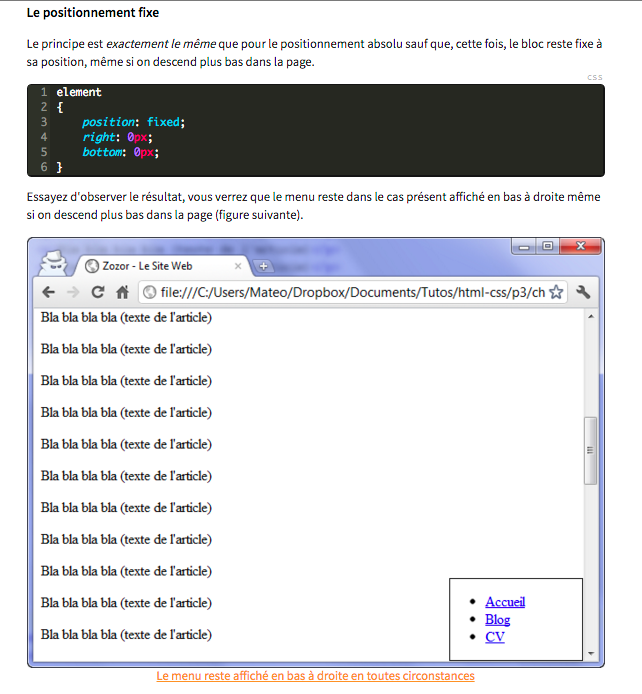 Le positionnement fixe
Le principe est exactement le même que pour le positionnement absolu sauf que, cette fois, le bloc reste fixe à
sa position, même si on descend plus bas dans la page.
CSS
1 element
2 {
3 position: fixed;
4 right: 0px;
5 bottom: 0px;
6 }
Essayez d'observer le résultat, vous verrez que le menu reste dans le cas présent affiché en bas à droite même
si on descend plus bas dans la page (figure suivante).
Zozor - Le Site Web
file:///C:/Users/Mateo/Dropbox/Documents/Tutos/html-css/p3/ch
Bla bla bla bla (texte de l'article)
Bla bla bla bla (texte de l'article)
Bla bla bla bla (texte de l'article)
Bla bla bla bla (texte de l'article)
Bla bla bla bla (texte de l'article)
Bla bla bla bla (texte de l'article)
Bla bla bla bla (texte de l'article)
Bla bla bla bla (texte de l'article)
Bla bla bla bla (texte de l'article)
Bla bla bla bla (texte de l'article)
Bla bla bla bla (texte de l'article)
Accueil
Blog
CV
Le menu reste affiché en bas à droite en toutes circonstances